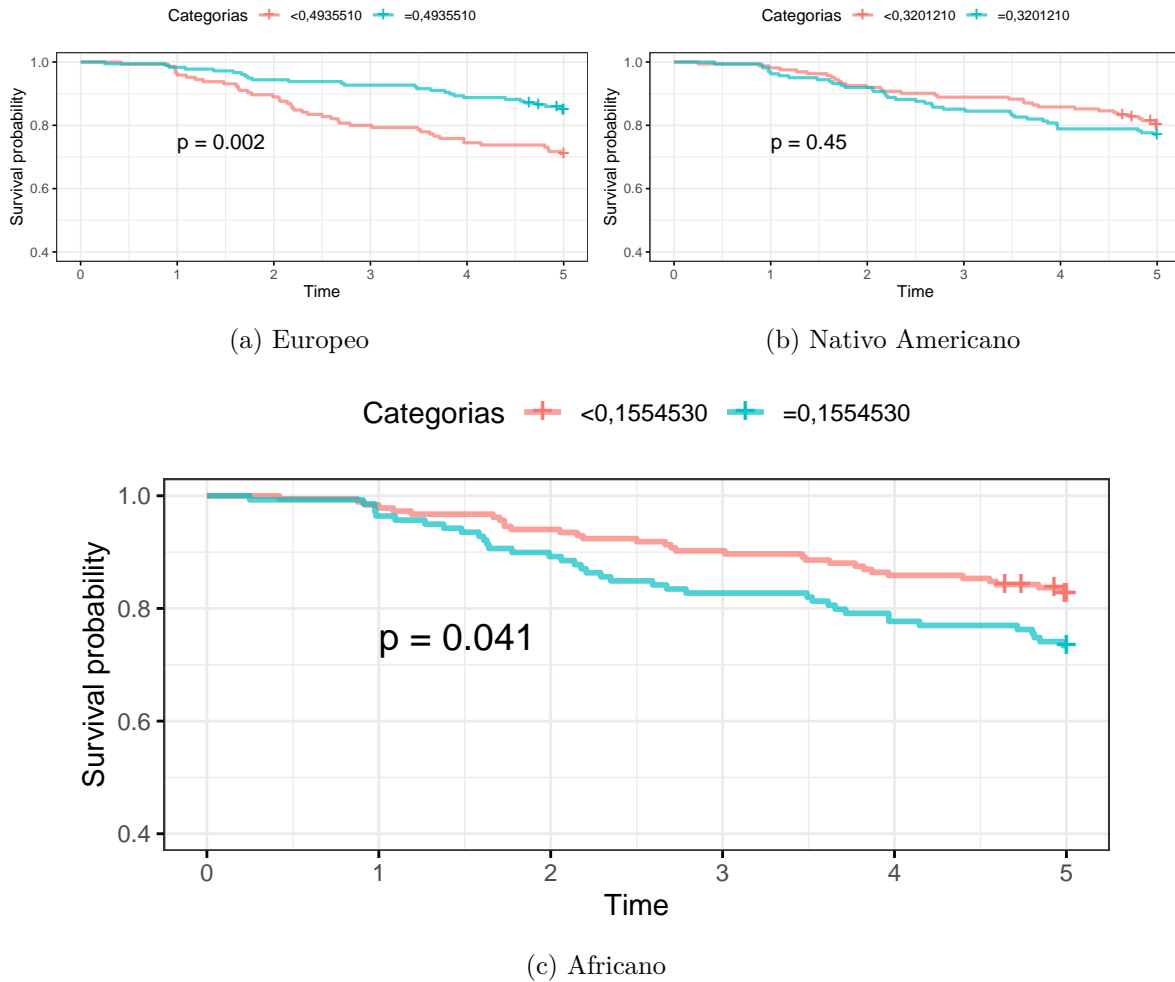 Categorias <0,4935510 =0,4935510
Survival probability
1.0
0.8
0.6
0.4
p = 0.002
0 1 2 3 4 5
Time
(a) Europeo
Categorias <0,3201210 =0,3201210
Survival probability
1.0
0.8
0.6
0.4
p = 0.45
0 1 2 3 4 5
Time
(b) Nativo Americano
Categorias <0,1554530 =0,1554530
Survival probability
1.0
0.8
0.6
0.4
p = 0.041
0 1 2 3 4 5
Time
(c) Africano